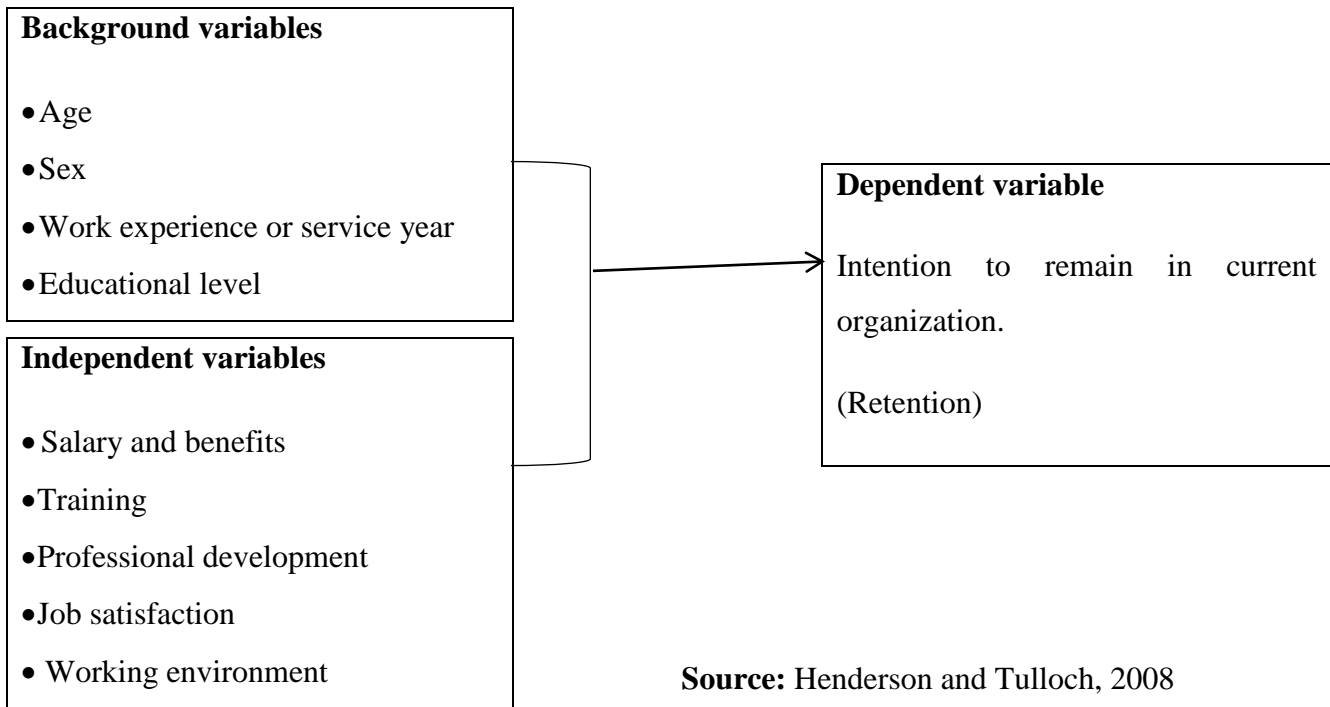 Background variables
•Age
•Sex
•Work experience or service year
•Educational level
Independent variables
• Salary and benefits
•Training
•Professional development
•Job satisfaction
• Working environment
Dependent variable
Intention to remain in current
organization.
(Retention)
Source: Henderson and Tulloch, 2008